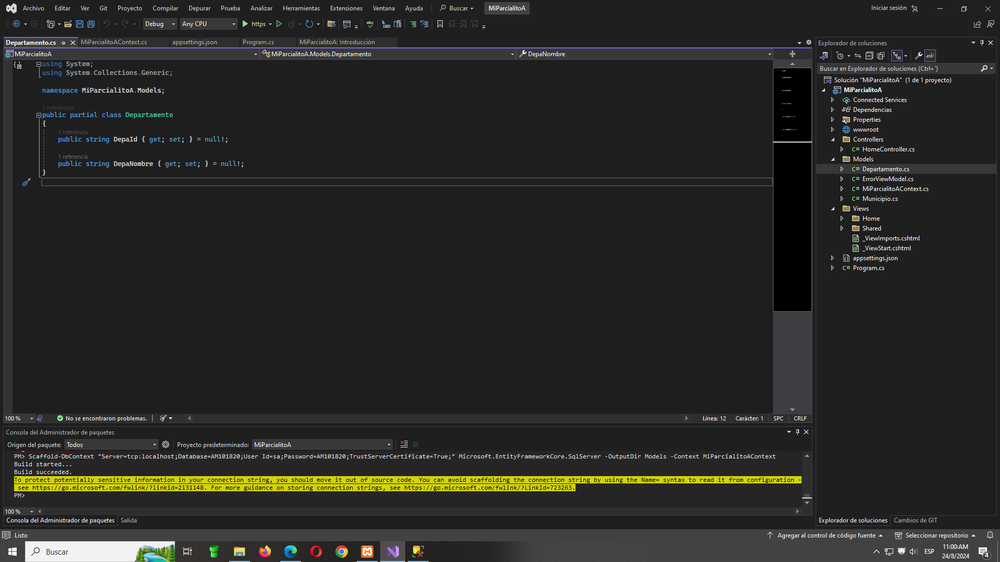 Archivo Editar Ver Git Proyecto Compilar Depurar Prueba Analizar Herramientas Extensiones Ventana Ayuda Buscar MiParcialitoA Iniciar sesión
Debug Any CPU https
Departamento.cs MiParcialitoAContext.cs appsettings.json Program.cs MiParcialitoA: Introducción
MiParcialitoA MiParcialitoA.Models.Departamento DepaNombre
using System;
using System.Collections.Generic;
namespace MiParcialitoA.Models;
2 referencias
public partial class Departamento
{
1 referencia
public string DepaId { get; set; } = null!;
1 referencia
public string DepaNombre { get; set; } = null!;
}
100 % No se encontraron problemas. Línea: 12 Carácter: 1 SPC CRLF
Consola del Administrador de paquetes
Origen del paquete: Todos Proyecto predeterminado: MiParcialitoA
PM> Scaffold-DbContext "Server=tcp:localhost;Database=AM101820;User Id=sa;Password=AM101820;TrustServerCertificate=True;" Microsoft.EntityFrameworkCore.SqlServer -OutputDir Models -Context MiParcialitoAContext
Build started...
Build succeeded.
To protect potentially sensitive information in your connection string, you should move it out of source code. You can avoid scaffolding the connection string by using the Name= syntax to read it from configuration -
see https://go.microsoft.com/fwlink/?linkid=2131148. For more guidance on storing connection strings, see https://go.microsoft.com/fwlink/?LinkId=723263.
PM>
100 %
Consola del Administrador de paquetes Salida
Explorador de soluciones
Buscar en Explorador de soluciones (Ctrl+´)
Solución "MiParcialitoA" (1 de 1 proyecto)
MiParcialitoA
Connected Services
Dependencias
Properties
wwwroot
Controllers
C# HomeController.cs
Models
C# Departamento.cs
C# ErrorViewModel.cs
C# MiParcialitoAContext.cs
C# Municipio.cs
Views
Home
Shared
_ViewImports.cshtml
_ViewStart.cshtml
appsettings.json
C# Program.cs
Explorador de soluciones Cambios de GIT
Listo Agregar al control de código fuente Seleccionar repositorio
Buscar ESP 11:00:AM
24/8/2024
4